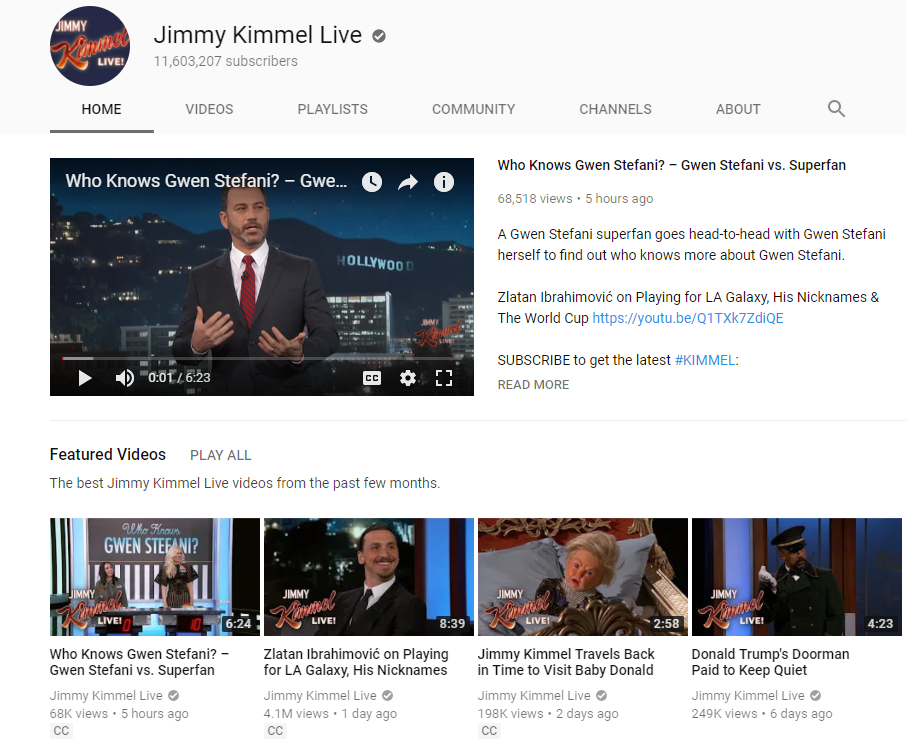 JIMMY
Kimmel
LIVE!
Jimmy Kimmel Live
11,603,207 subscribers
HOME
VIDEOS
PLAYLISTS
COMMUNITY
CHANNELS
ABOUT
Who Knows Gwen Stefani? – Gwe...
HOLLYWOOD
JIMMY
Kimmel
LIVE!
0:01 / 6:23
CC
Who Knows Gwen Stefani? – Gwen Stefani vs. Superfan
68,518 views • 5 hours ago
A Gwen Stefani superfan goes head-to-head with Gwen Stefani
herself to find out who knows more about Gwen Stefani.
Zlatan Ibrahimović on Playing for LA Galaxy, His Nicknames &
The World Cup https://youtu.be/Q1TXk7ZdiQE
SUBSCRIBE to get the latest #KIMMEL:
READ MORE
Featured Videos PLAY ALL
The best Jimmy Kimmel Live videos from the past few months.
Who Knows
GWEN STEFANI?
JIMMY
Kimmel
LIVE!
0
10
6:24
JIMMY
Kimmel
LIVE!
8:39
JIMMY
Kimmel
LIVE!
2:58
JIMMY
Kimmel
LIVE!
4:23
Who Knows Gwen Stefani? –
Gwen Stefani vs. Superfan
Jimmy Kimmel Live
68K views • 5 hours ago
CC
Zlatan Ibrahimović on Playing
for LA Galaxy, His Nicknames
Jimmy Kimmel Live
4.1M views • 1 day ago
CC
Jimmy Kimmel Travels Back
in Time to Visit Baby Donald
Jimmy Kimmel Live
198K views • 2 days ago
CC
Donald Trump's Doorman
Paid to Keep Quiet
Jimmy Kimmel Live
249K views • 6 days ago